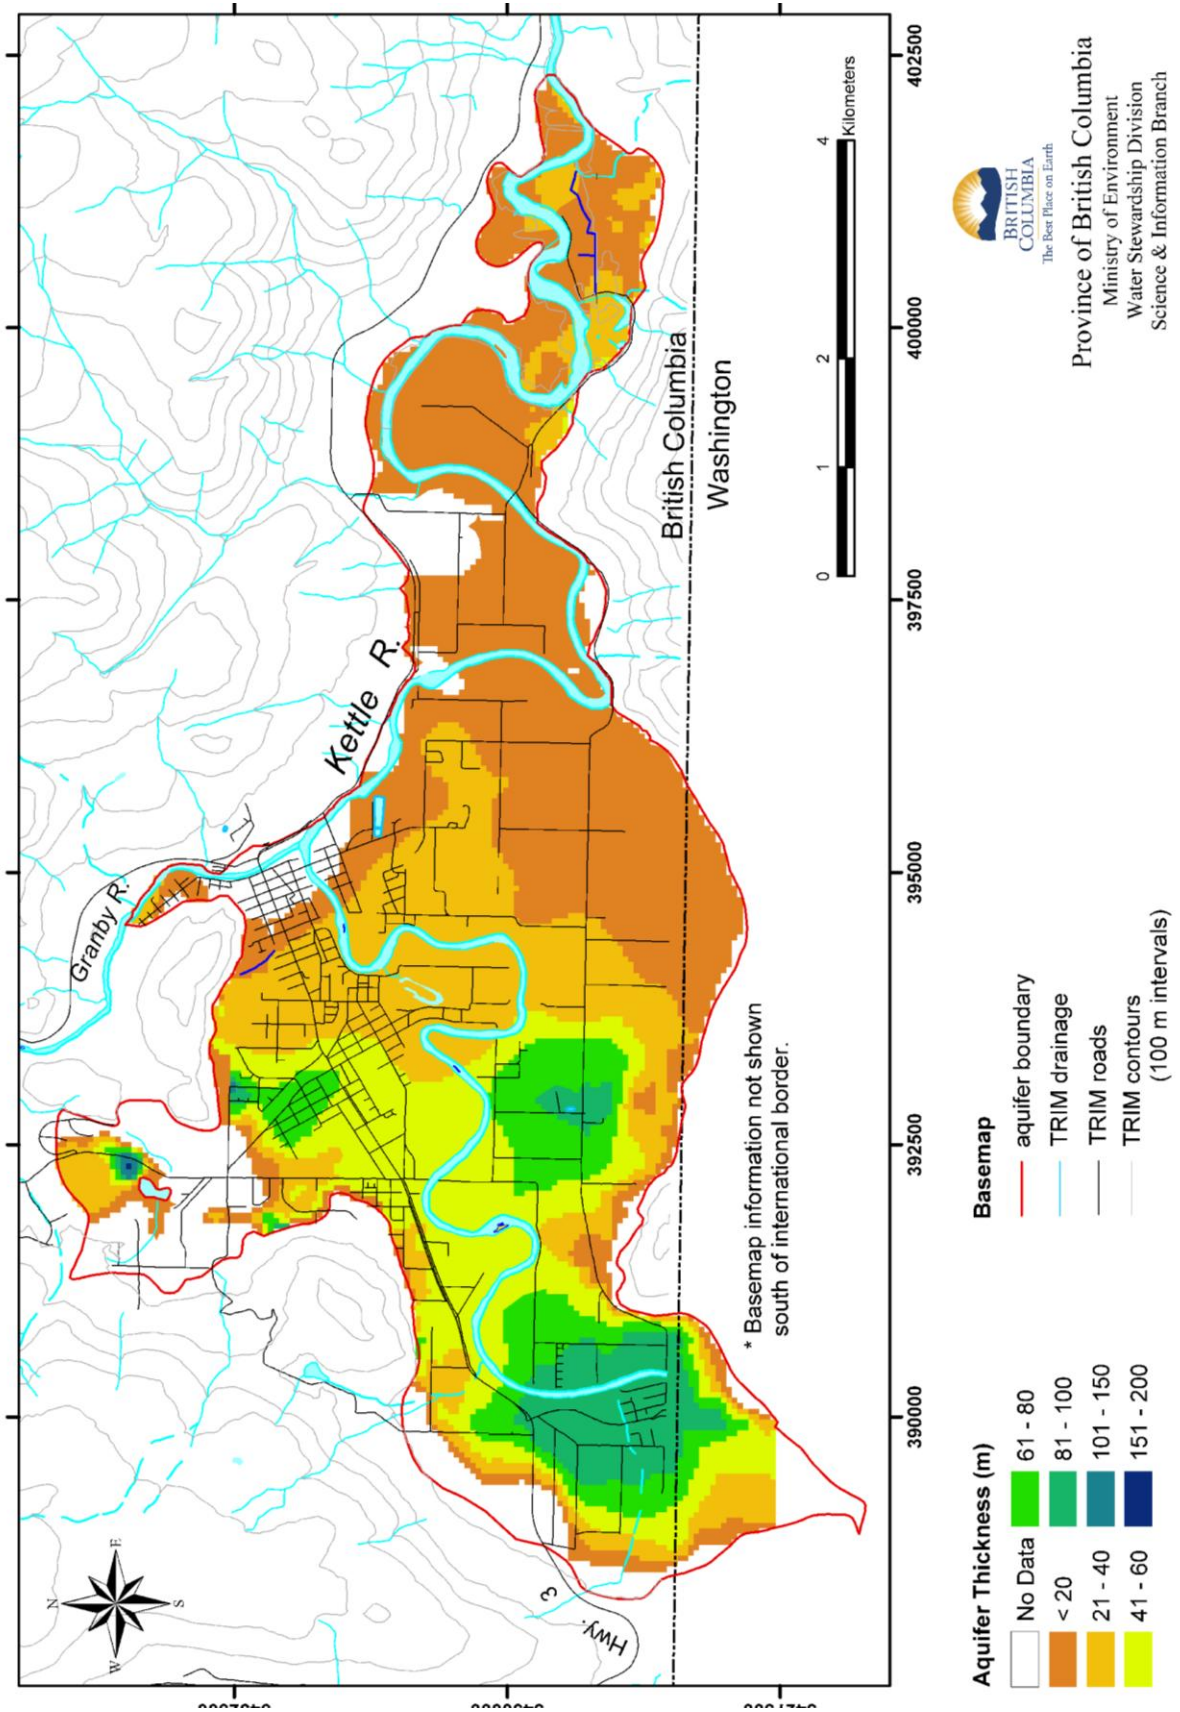 N
E
S
W
Granby R.
Kettle R.
Hwy. 3
British Columbia
Washington
* Basemap information not shown
south of international border.
0 1 2 4
Kilometers
390000
392500
395000
397500
400000
402500
Aquifer Thickness (m)
No Data
< 20
21 - 40
41 - 60
61 - 80
81 - 100
101 - 150
151 - 200
Basemap
aquifer boundary
TRIM drainage
TRIM roads
TRIM contours
(100 m intervals)
BRITISH
COLUMBIA
The Best Place on Earth
Province of British Columbia
Ministry of Environment
Water Stewardship Division
Science & Information Branch